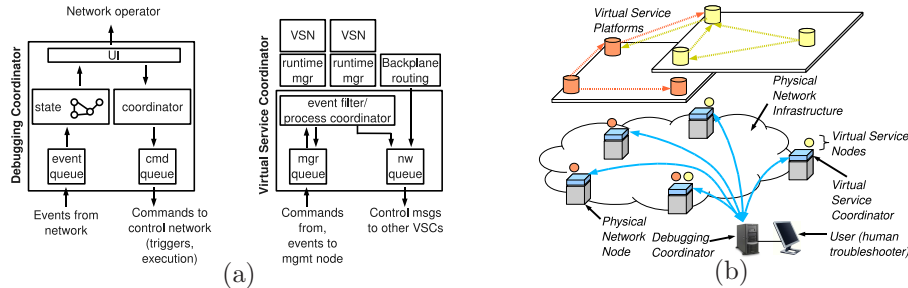 Network operator
Debugging Coordinator
UI
state
coordinator
event
queue
cmd
queue
Events from
network
Commands to
control network
(triggers,
execution)
(a)
Virtual Service Coordinator
VSN
VSN
runtime
mgr
runtime
mgr
Backplane
routing
event filter/
process coordinator
mgr
queue
nw
queue
Commands
from,
events to
mgmt node
Control msgs
to other VSCs
Virtual Service
Platforms
Physical
Network
Infrastructure
Virtual Service
Nodes
Virtual
Service
Coordinator
Physical
Network
Node
Debugging
Coordinator
User (human
troubleshooter)
(b)